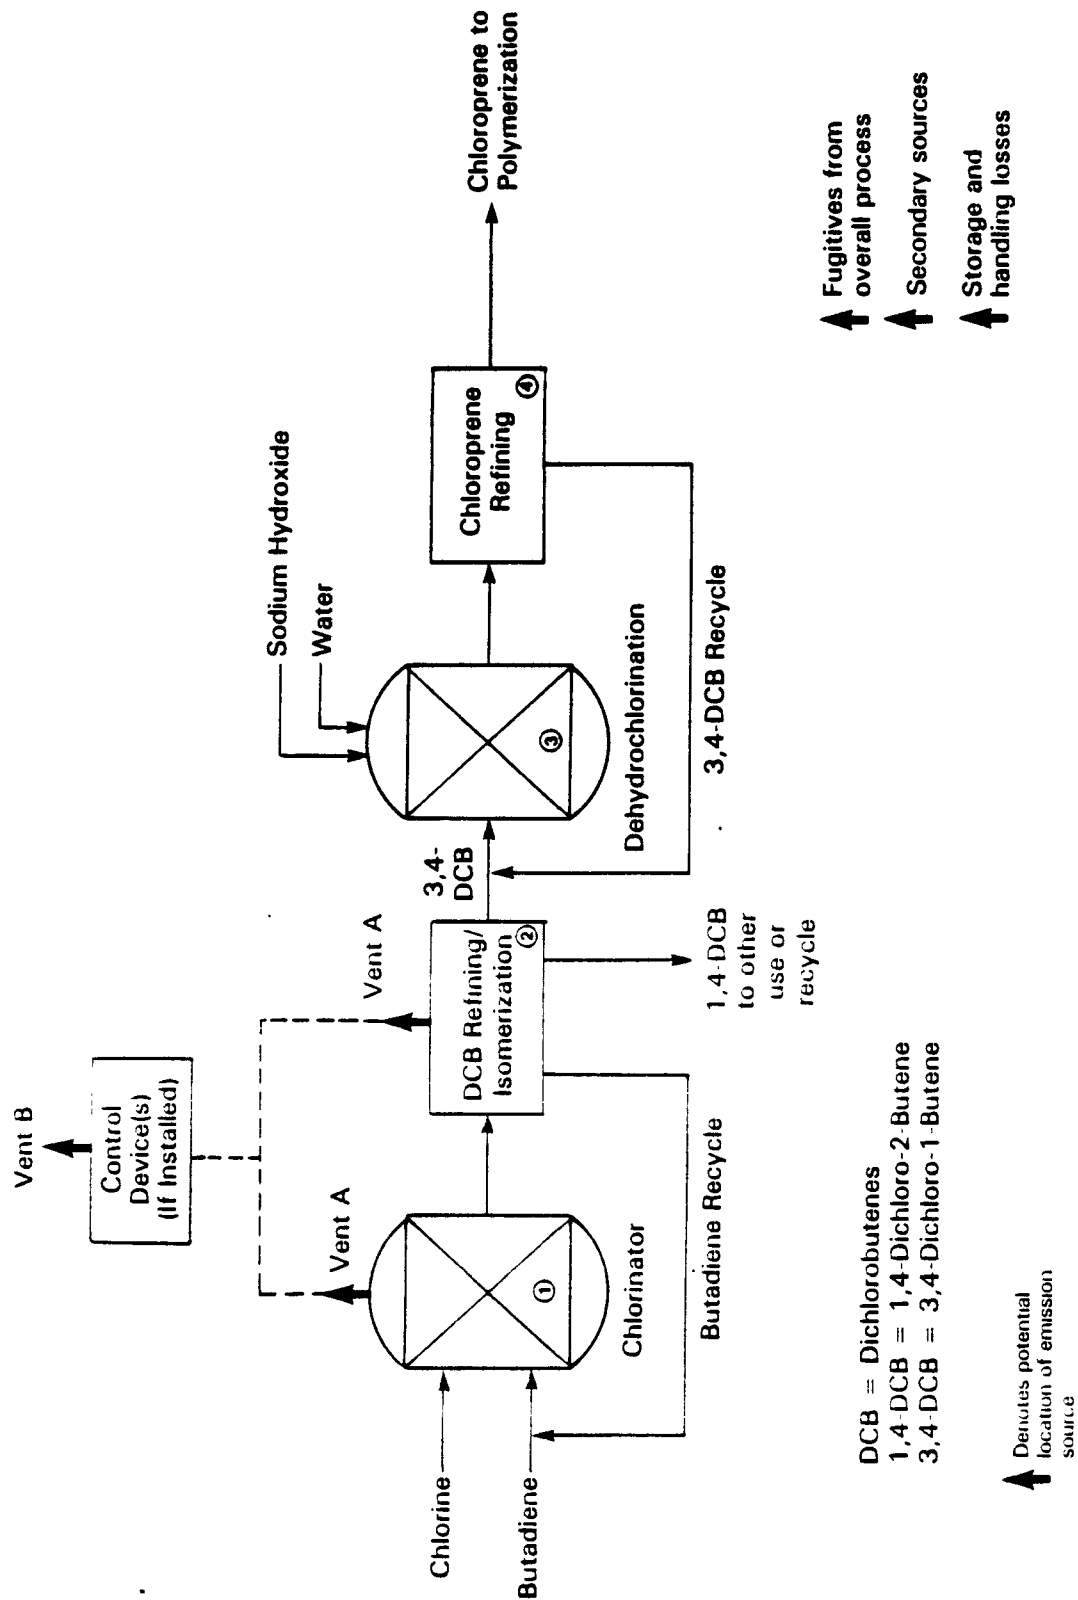 Vent B
Control
Device(s)
(If Installed)
Vent A
Vent A
Chlorine
Butadiene
①
Chlorinator
Butadiene Recycle
DCB Refining/
Isomerization
②
1,4-DCB
to other
use or
recycle
3,4-
DCB
Sodium Hydroxide
Water
③
Dehydrochlorination
3,4-DCB Recycle
Chloroprene
Refining
④
Chloroprene to
Polymerization
DCB = Dichlorobutenes
1,4-DCB = 1,4-Dichloro-2-Butene
3,4-DCB = 3,4-Dichloro-1-Butene
Denotes potential
location of emission
source
Fugitives from
overall process
Secondary sources
Storage and
handling losses